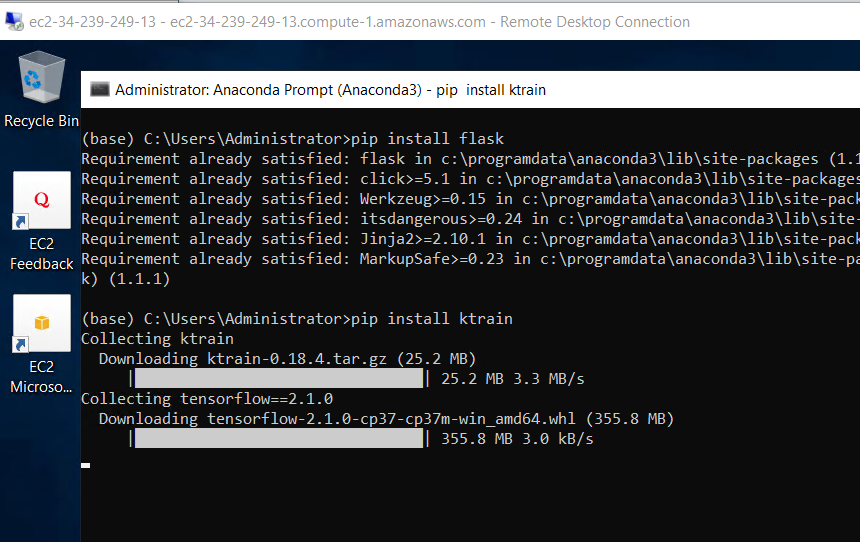 ec2-34-239-249-13 - ec2-34-239-249-13.compute-1.amazonaws.com - Remote Desktop Connection
Recycle Bin
Q
EC2
Feedback
EC2
Microso...
Administrator: Anaconda Prompt (Anaconda3) - pip  install ktrain
(base) C:\Users\Administrator>pip install flask
Requirement already satisfied: flask in c:\programdata\anaconda3\lib\site-packages (1.1
Requirement already satisfied: click>=5.1 in c:\programdata\anaconda3\lib\site-packages
Requirement already satisfied: Werkzeug>=0.15 in c:\programdata\anaconda3\lib\site-pack
Requirement already satisfied: itsdangerous>=0.24 in c:\programdata\anaconda3\lib\site-
Requirement already satisfied: Jinja2>=2.10.1 in c:\programdata\anaconda3\lib\site-pack
Requirement already satisfied: MarkupSafe>=0.23 in c:\programdata\anaconda3\lib\site-pa
k) (1.1.1)
(base) C:\Users\Administrator>pip install ktrain
Collecting ktrain
Downloading ktrain-0.18.4.tar.gz (25.2 MB)
| | 25.2 MB 3.3 MB/s
Collecting tensorflow==2.1.0
Downloading tensorflow-2.1.0-cp37-cp37m-win_amd64.whl (355.8 MB)
| | 355.8 MB 3.0 kB/s